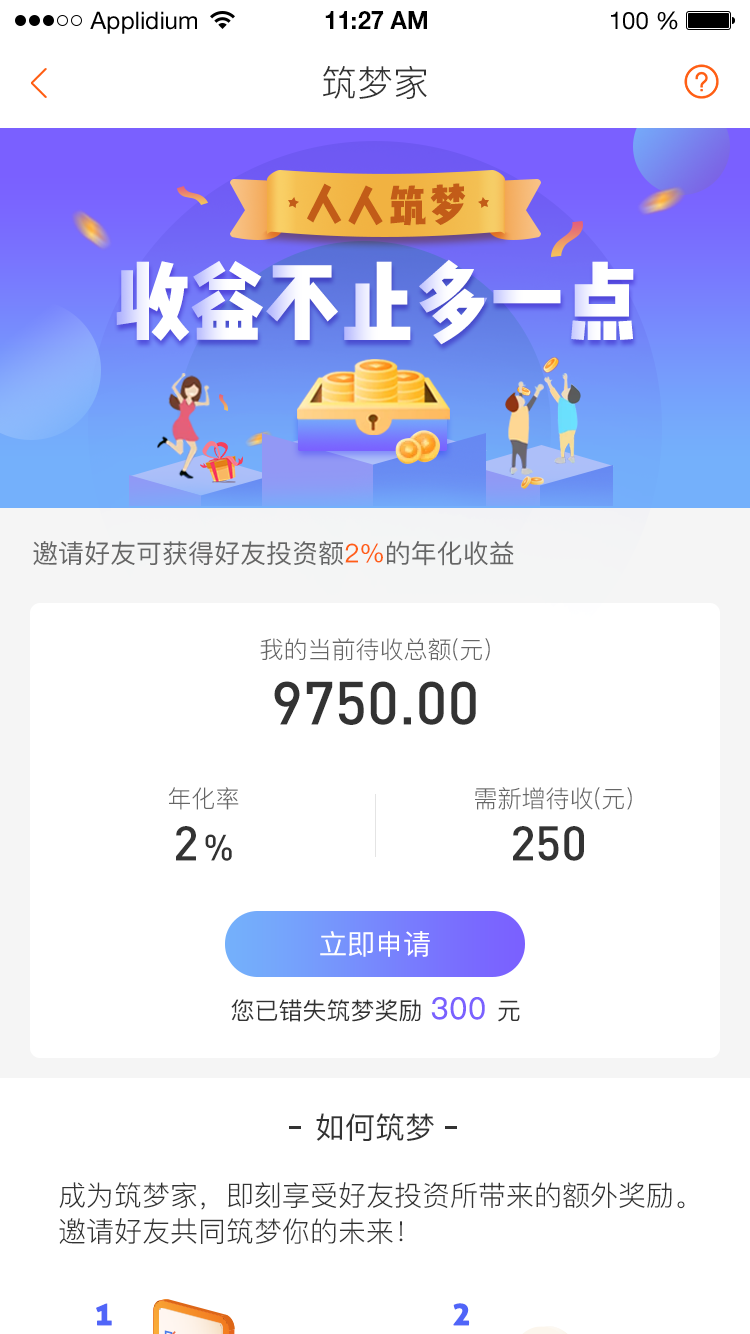 ●●●○○ Applidium 11:27 AM 100 %
筑梦家
?
人人筑梦
收益不止多一点
邀请好友可获得好友投资额2%的年化收益
我的当前待收总额(元)
9750.00
年化率 需新增待收(元)
2% 250
立即申请
您已错失筑梦奖励 300 元
- 如何筑梦 -
成为筑梦家，即刻享受好友投资所带来的额外奖励。
邀请好友共同筑梦你的未来！
1 2